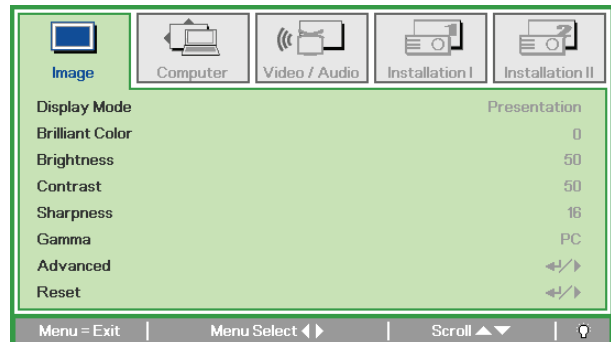 Image Computer Video / Audio Installation I Installation II
Display Mode Presentation
Brilliant Color 0
Brightness 50
Contrast 50
Sharpness 16
Gamma PC
Advanced ↵/▶
Reset ↵/▶
Menu = Exit | Menu Select ◀▶ | Scroll ▲▼ |